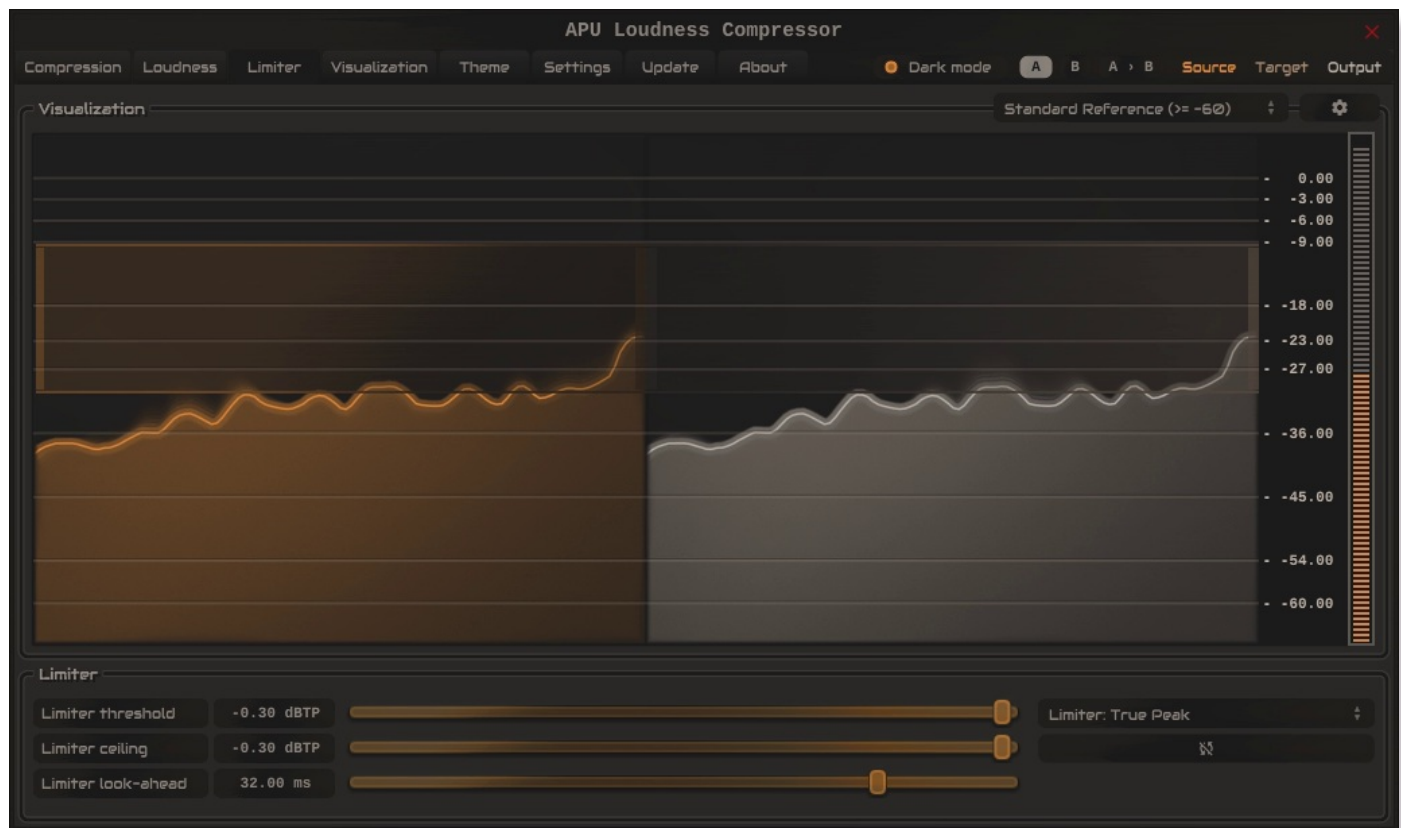 APU Loudness Compressor
Compression Loudness Limiter Visualization Theme Settings Update About Dark mode A B A › B Source Target Output
Visualization Standard Reference (>= -60)
- 0.00
- -3.00
- -6.00
- -9.00
- -18.00
- -23.00
- -27.00
- -36.00
- -45.00
- -54.00
- -60.00
Limiter
Limiter threshold -0.30 dBTP Limiter: True Peak
Limiter ceiling -0.30 dBTP
Limiter look-ahead 32.00 ms